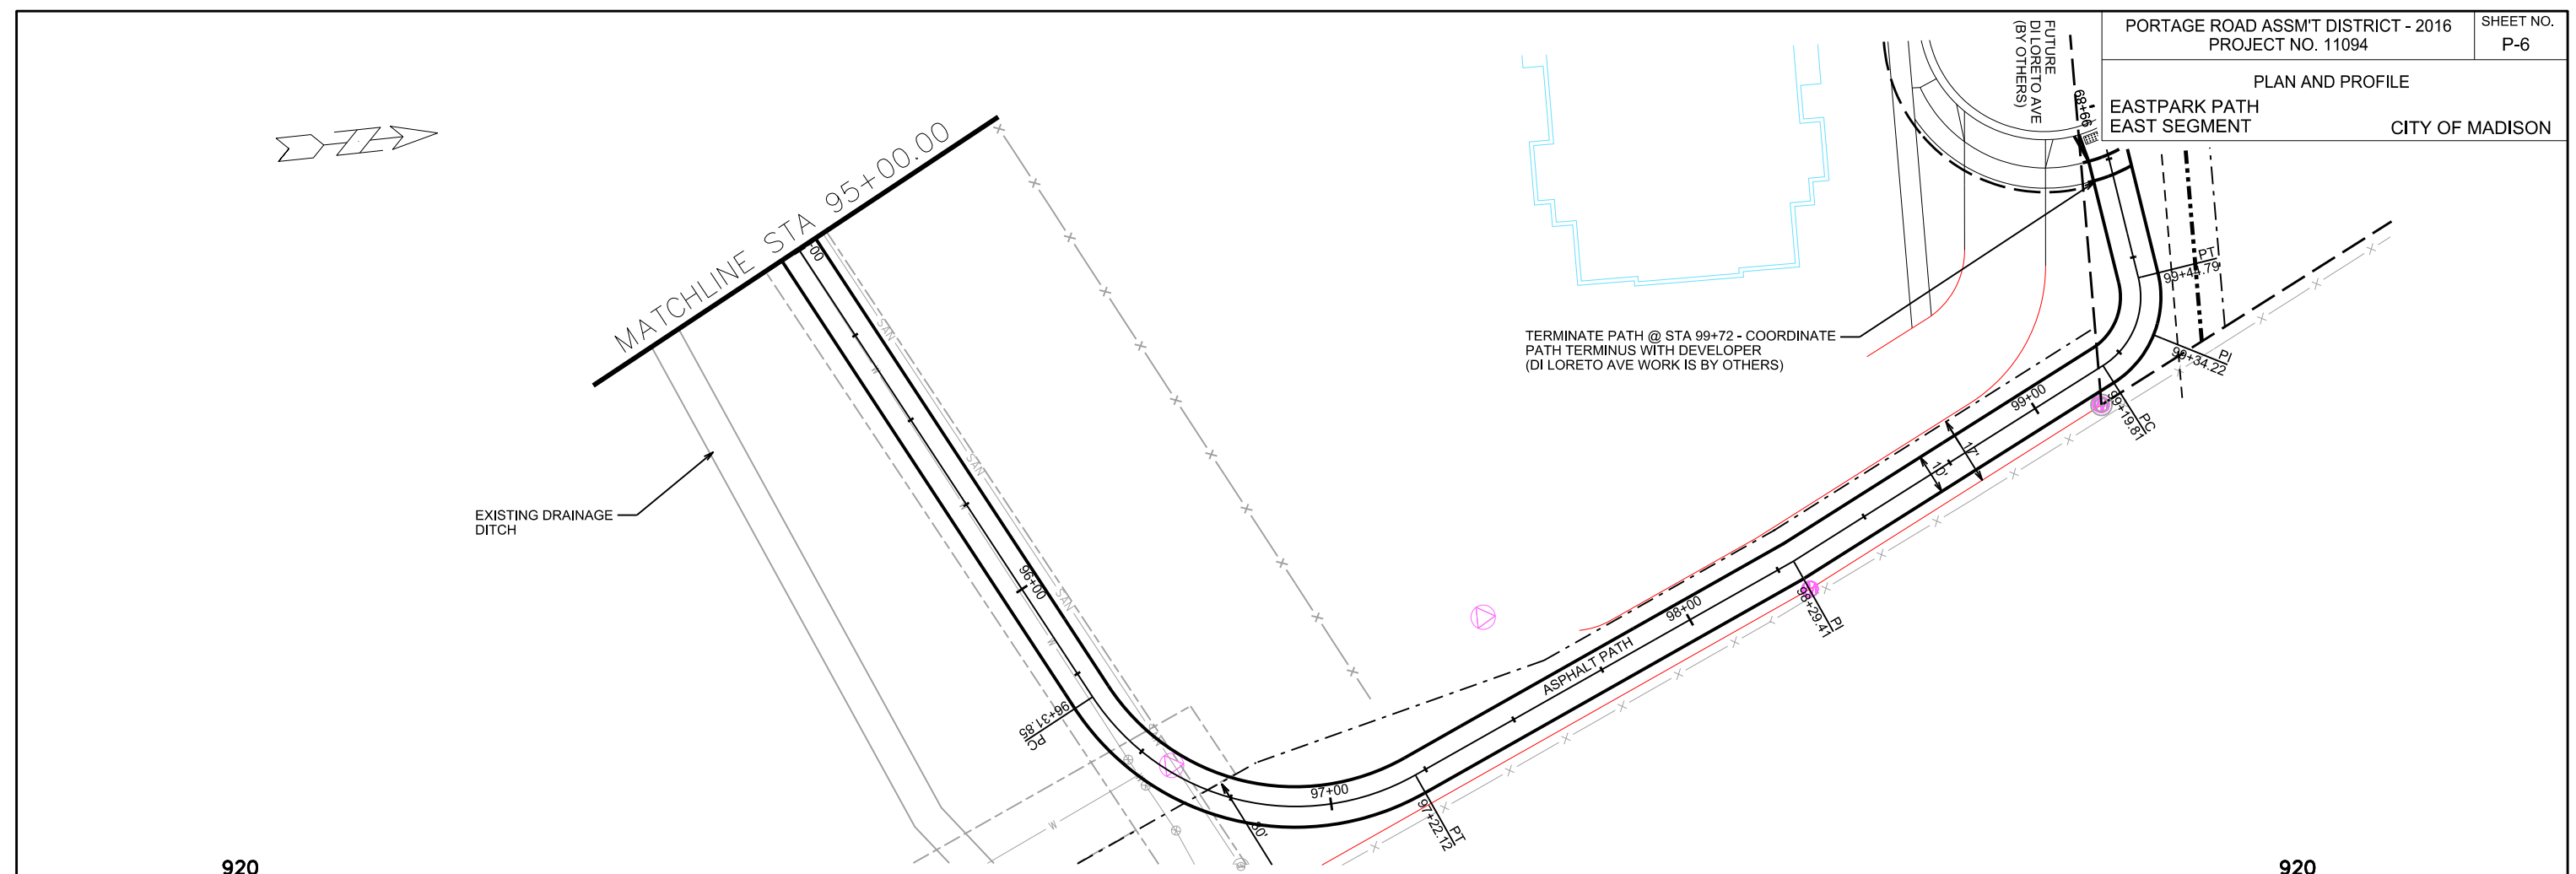 PORTAGE ROAD ASSM'T DISTRICT - 2016
PROJECT NO. 11094
SHEET NO.
P-6
PLAN AND PROFILE
EASTPARK PATH
EAST SEGMENT
CITY OF MADISON
FUTURE
DI LORETO AVE
(BY OTHERS)
68+66
MATCHLINE STA 95+00.00
SAN
SAN
SAN
W
W
W
W
EXISTING DRAINAGE
DITCH
TERMINATE PATH @ STA 99+72 - COORDINATE
PATH TERMINUS WITH DEVELOPER
(DI LORETO AVE WORK IS BY OTHERS)
PT
99+44.79
PI
99+34.22
PC
99+19.81
99+00
17'
10'
PI
98+29.41
98+00
ASPHALT PATH
96+00
PC
96+31.85
97+00
PT
97+22.12
920
920